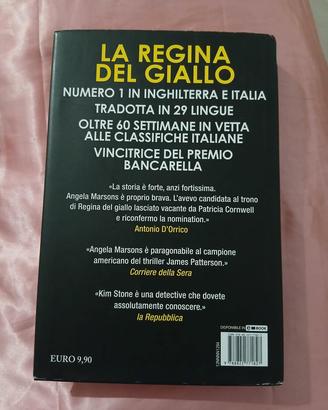 LA REGINA
DEL GIALLO
NUMERO 1 IN INGHILTERRA E ITALIA
TRADOTTA IN 29 LINGUE
OLTRE 60 SETTIMANE IN VETTA
ALLE CLASSIFICHE ITALIANE
VINCITRICE DEL PREMIO
BANCARELLA
«La storia è forte, anzi fortissima.
Angela Marsons è proprio brava. L'avevo candidata al trono
di Regina del giallo lasciato vacante da Patricia Cornwell
e riconfermo la nomination.»
Antonio D'Orrico
«Angela Marsons è paragonabile al campione
americano del thriller James Patterson.»
Corriere della Sera
«Kim Stone è una detective che dovete
assolutamente conoscere.»
la Repubblica
DISPONIBILE IN E BOOK
EURO 9,90